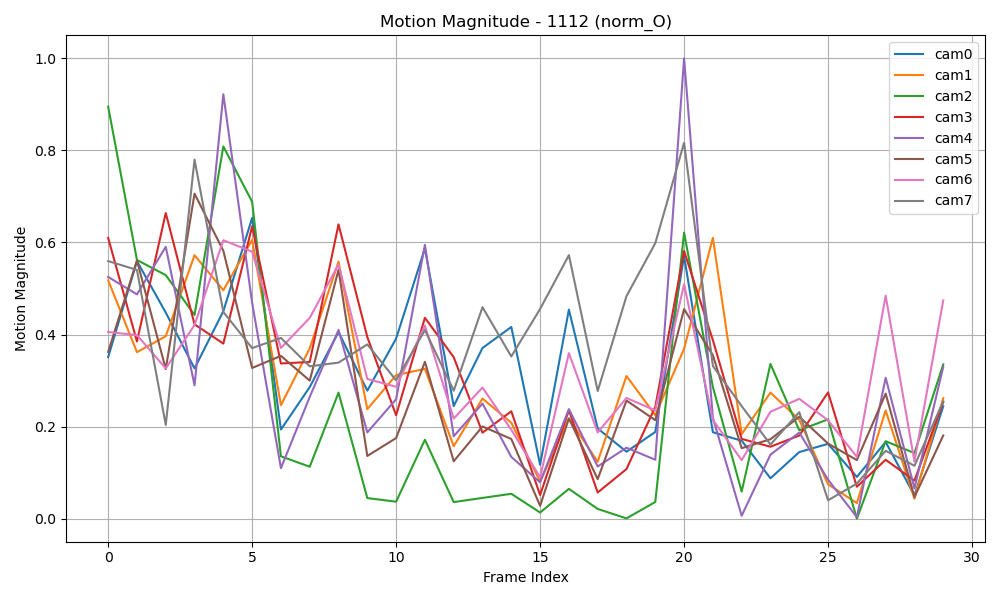 Motion Magnitude - 1112 (norm_O)
Motion Magnitude
1.0
0.8
0.6
0.4
0.2
0.0
cam0
cam1
cam2
cam3
cam4
cam5
cam6
cam7
0 5 10 15 20 25 30
Frame Index